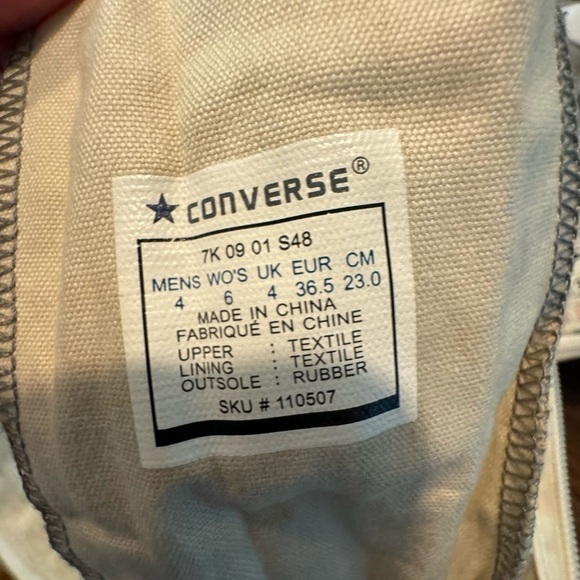 CONVERSE®
7K 09 01 S48
MENS WO'S UK EUR CM
4 6 4 36.5 23.0
MADE IN CHINA
FABRIQUÉ EN CHINE
UPPER : TEXTILE
LINING : TEXTILE
OUTSOLE : RUBBER
SKU # 110507